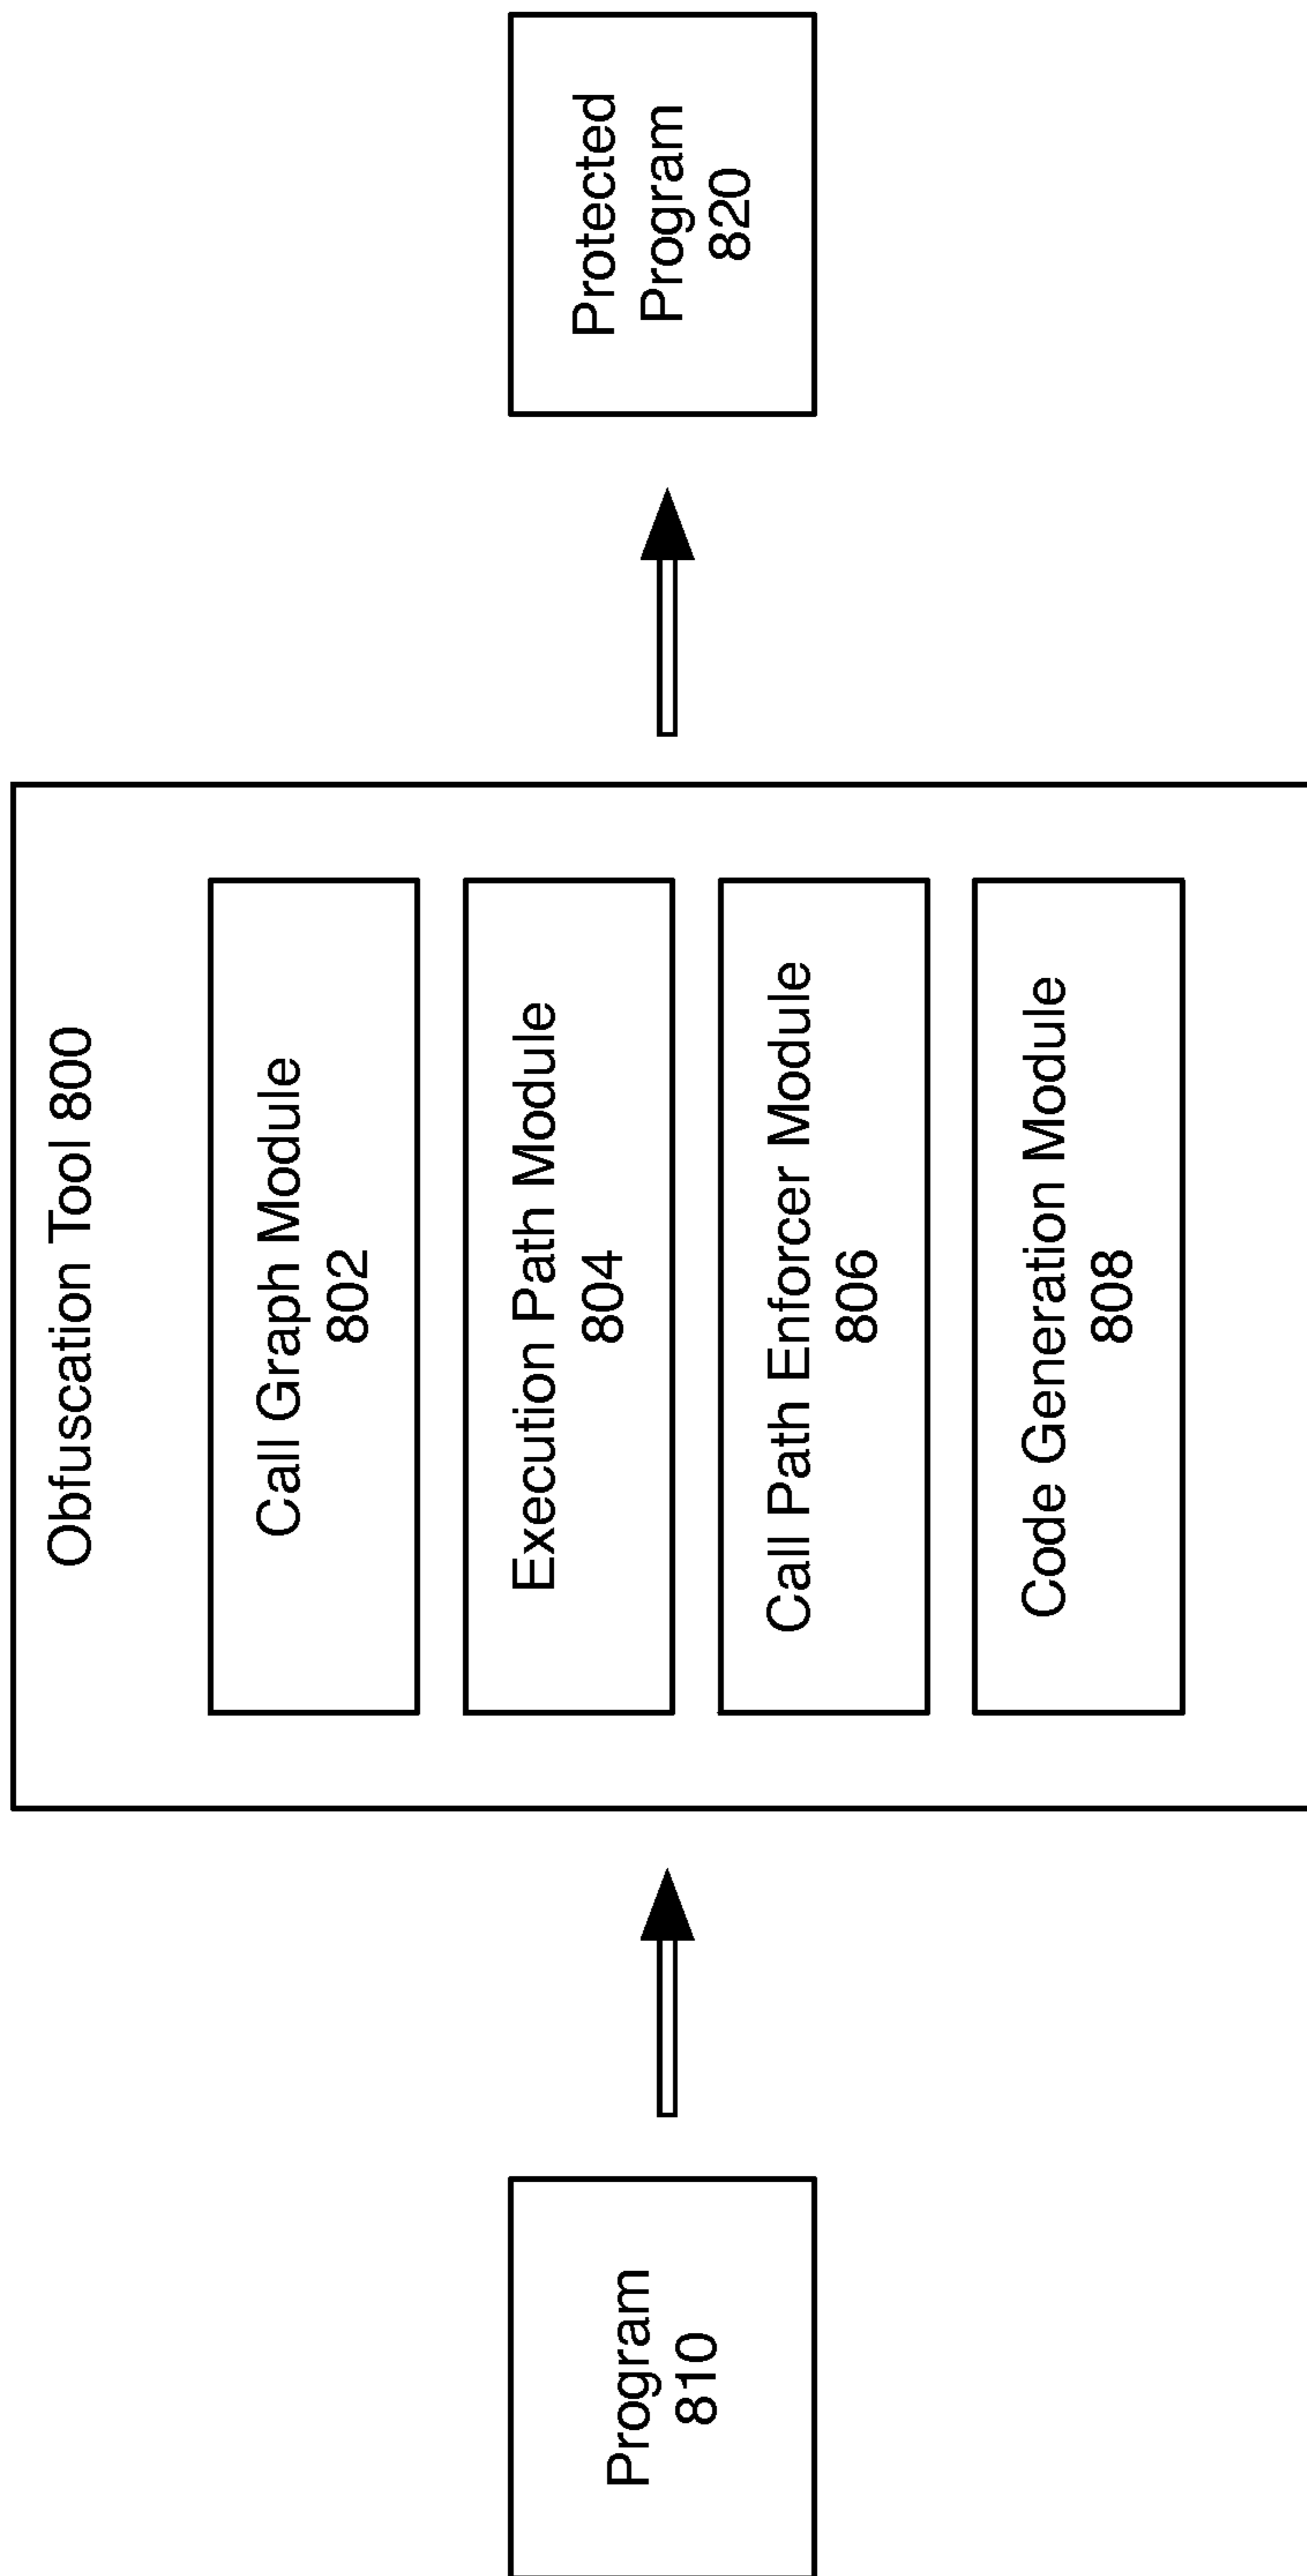 Program
810
Obfuscation Tool 800
Call Graph Module
802
Execution Path Module
804
Call Path Enforcer Module
806
Code Generation Module
808
Protected
Program
820